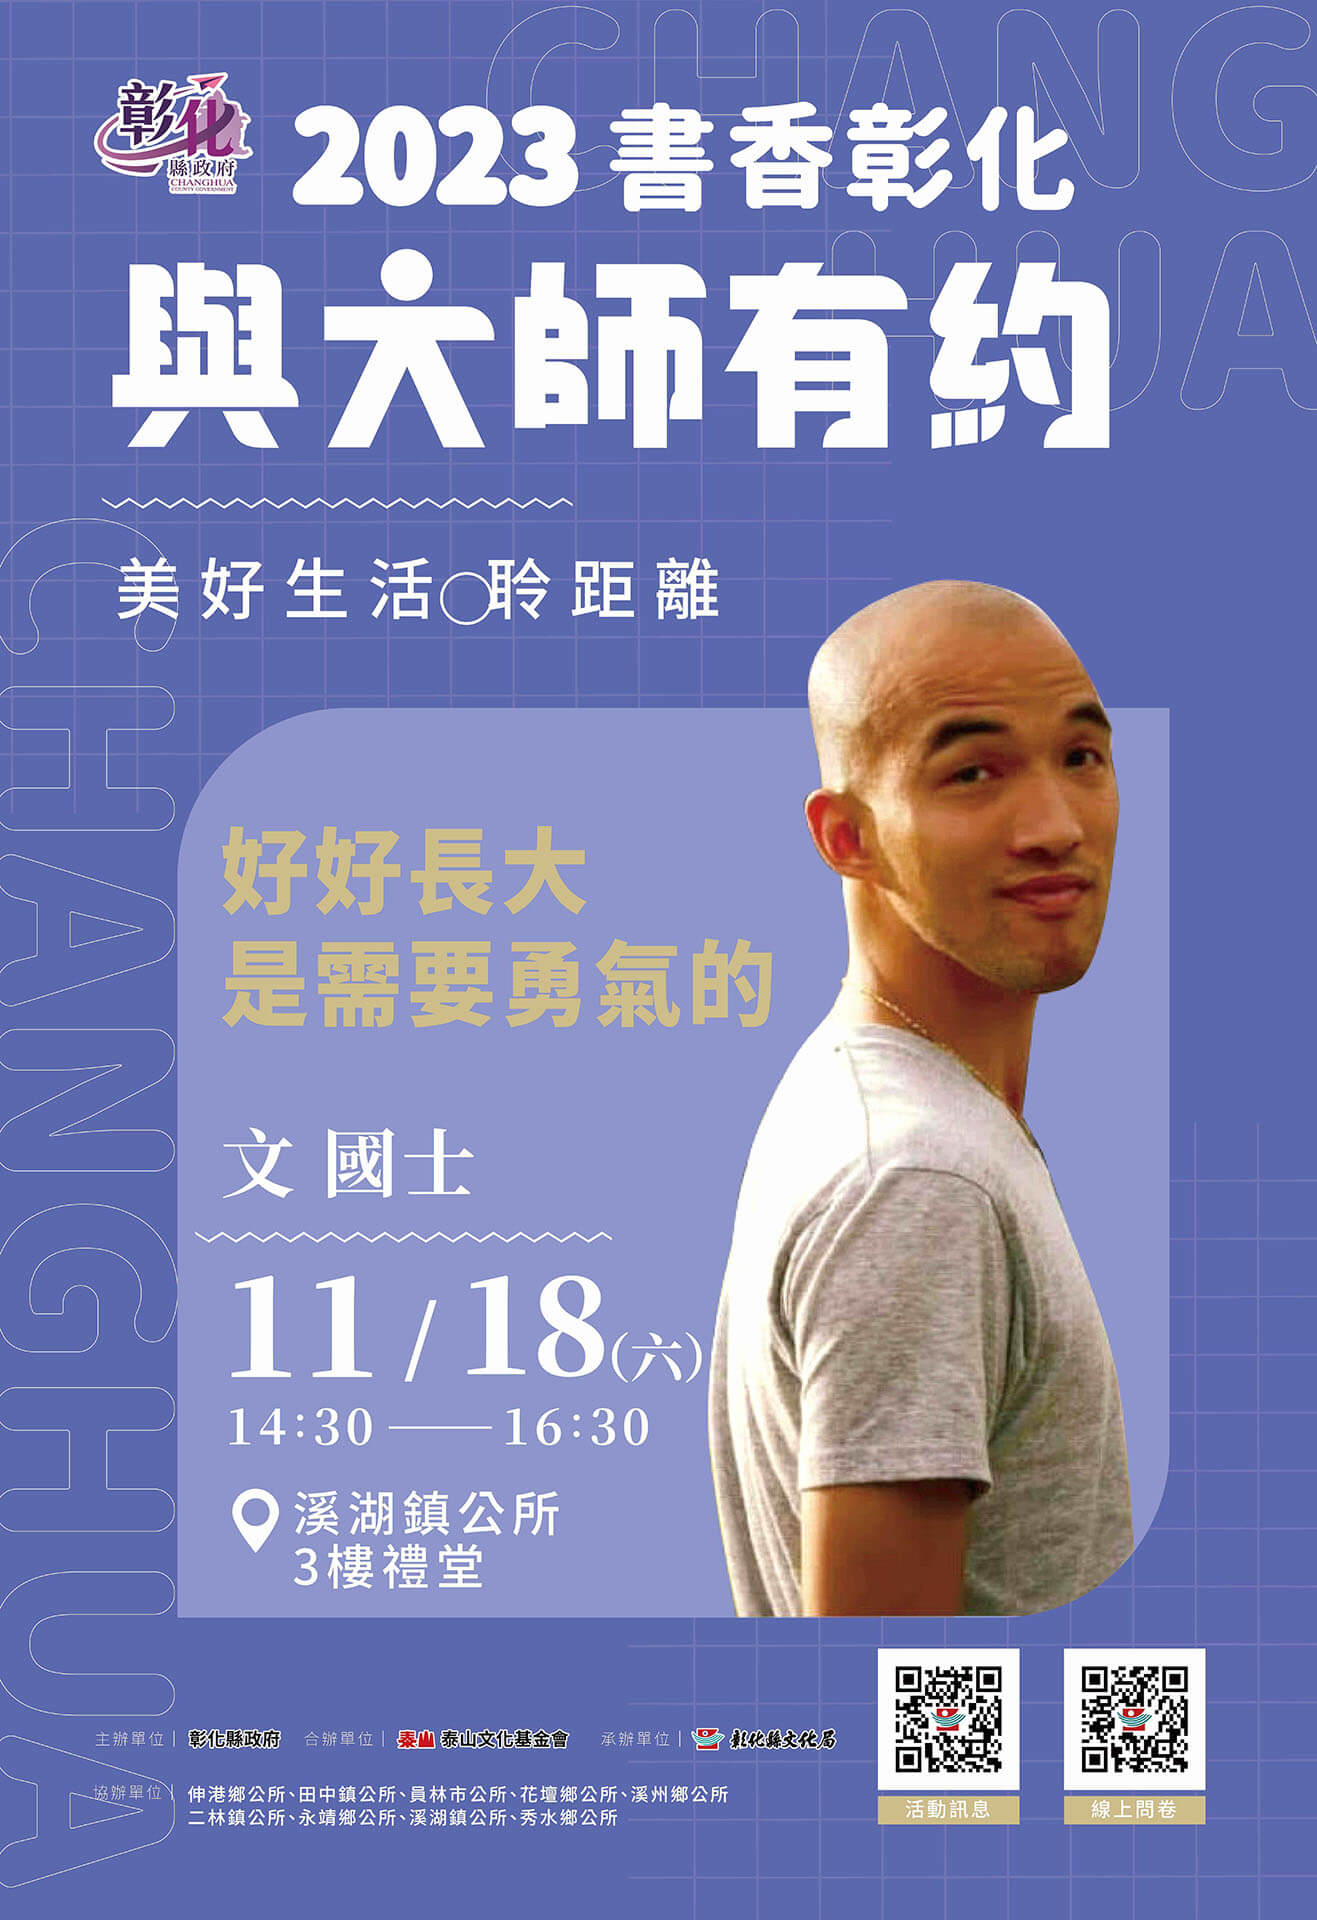 CHANG
HUA
彰化
縣政府
CHANGHUA
COUNTY GOVERNMENT
2023 書香彰化
與大師有約
美好生活○聆距離
CHANGHUA
好好長大
是需要勇氣的
文 國士
11/18(六)
14:30 —— 16:30
溪湖鎮公所
3樓禮堂
主辦單位｜彰化縣政府 合辦單位｜泰山 泰山文化基金會 承辦單位｜彰化縣文化局
協辦單位｜伸港鄉公所、田中鎮公所、員林市公所、花壇鄉公所、溪州鄉公所
二林鎮公所、永靖鄉公所、溪湖鎮公所、秀水鄉公所
活動訊息
線上問卷